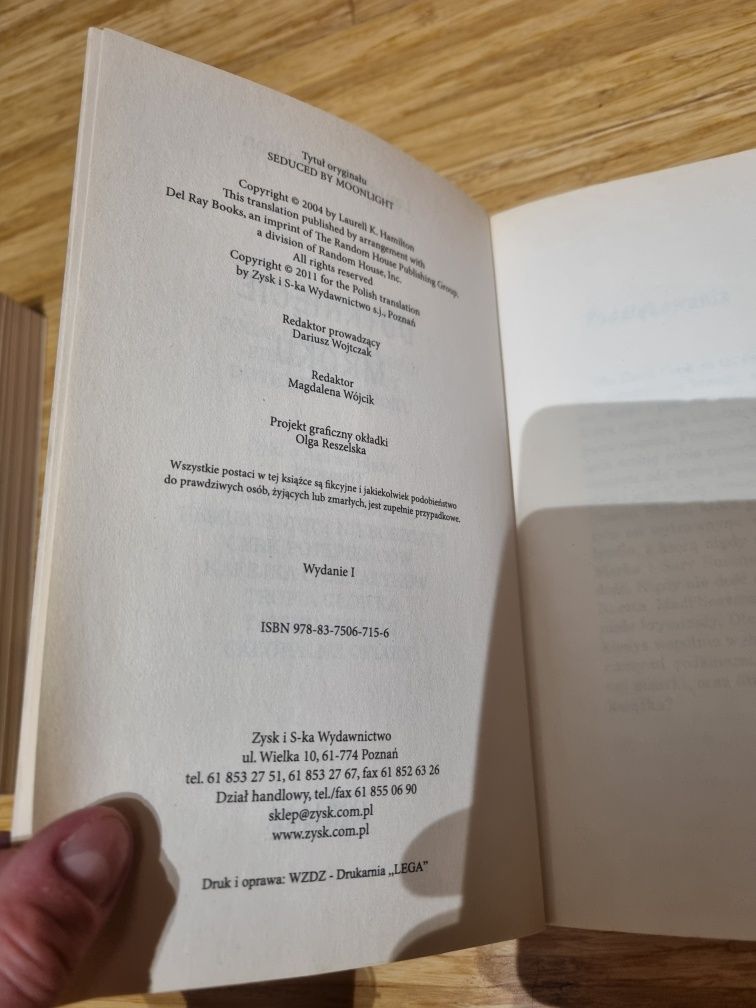 Tytuł oryginału
SEDUCED BY MOONLIGHT
Copyright © 2004 by Laurell K. Hamilton
This translation published by arrangement with
Del Ray Books, an imprint of The Random House Publishing Group,
a division of Random House, Inc.
All rights reserved
Copyright © 2011 for the Polish translation
by Zysk i S-ka Wydawnictwo s.j., Poznań
Redaktor prowadzący
Dariusz Wojtczak
Redaktor
Magdalena Wójcik
Projekt graficzny okładki
Olga Reszelska
Wszystkie postaci w tej książce są fikcyjne i jakiekolwiek podobieństwo
do prawdziwych osób, żyjących lub zmarłych, jest zupełnie przypadkowe.
Wydanie I
ISBN 978-83-7506-715-6
Zysk i S-ka Wydawnictwo
ul. Wielka 10, 61-774 Poznań
tel. 61 853 27 51, 61 853 27 67, fax 61 852 63 26
Dział handlowy, tel./fax 61 855 06 90
sklep@zysk.com.pl
www.zysk.com.pl
Druk i oprawa: WZDZ - Drukarnia „LEGA”